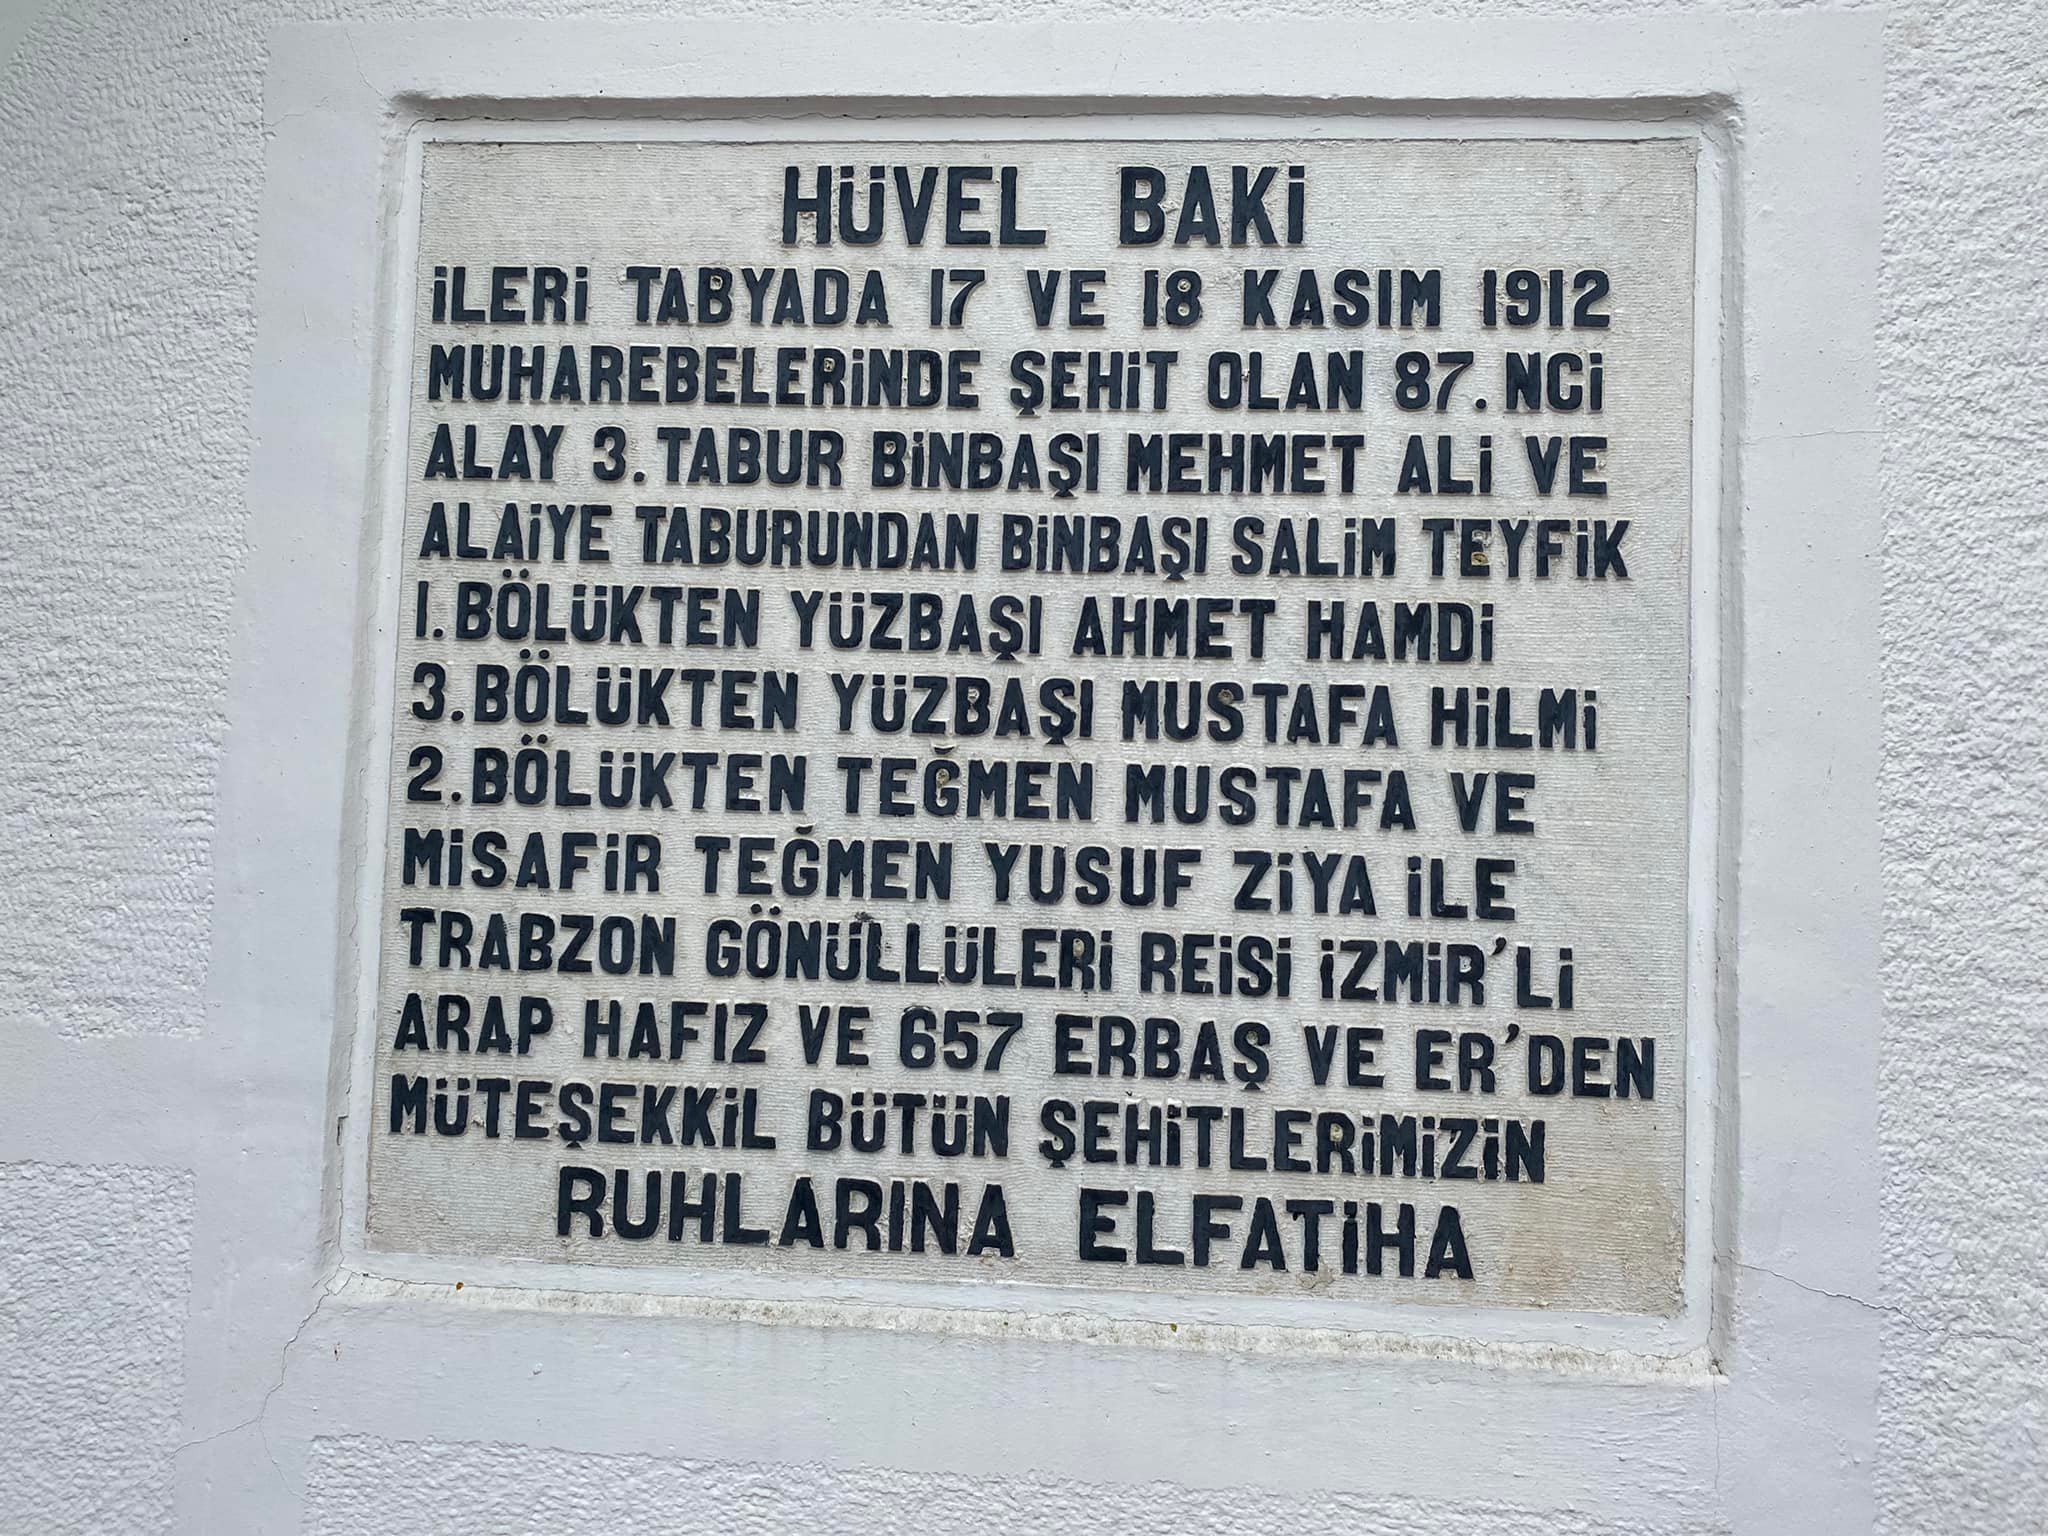 HÜVEL BAKİ
İLERİ TABYADA 17 VE 18 KASIM 1912
MUHAREBELERİNDE ŞEHİT OLAN 87. NCİ
ALAY 3. TABUR BİNBAŞI MEHMET ALİ VE
ALAİYE TABURUNDAN BİNBAŞI SALİM TEYFİK
1. BÖLÜKTEN YÜZBAŞI AHMET HAMDİ
3. BÖLÜKTEN YÜZBAŞI MUSTAFA HİLMİ
2. BÖLÜKTEN TEĞMEN MUSTAFA VE
MİSAFİR TEĞMEN YUSUF ZİYA İLE
TRABZON GÖNÜLLÜLERİ REİSİ İZMİR'Lİ
ARAP HAFIZ VE 657 ERBAŞ VE ER'DEN
MÜTEŞEKKİL BÜTÜN ŞEHİTLERİMİZİN
RUHLARINA ELFATİHA